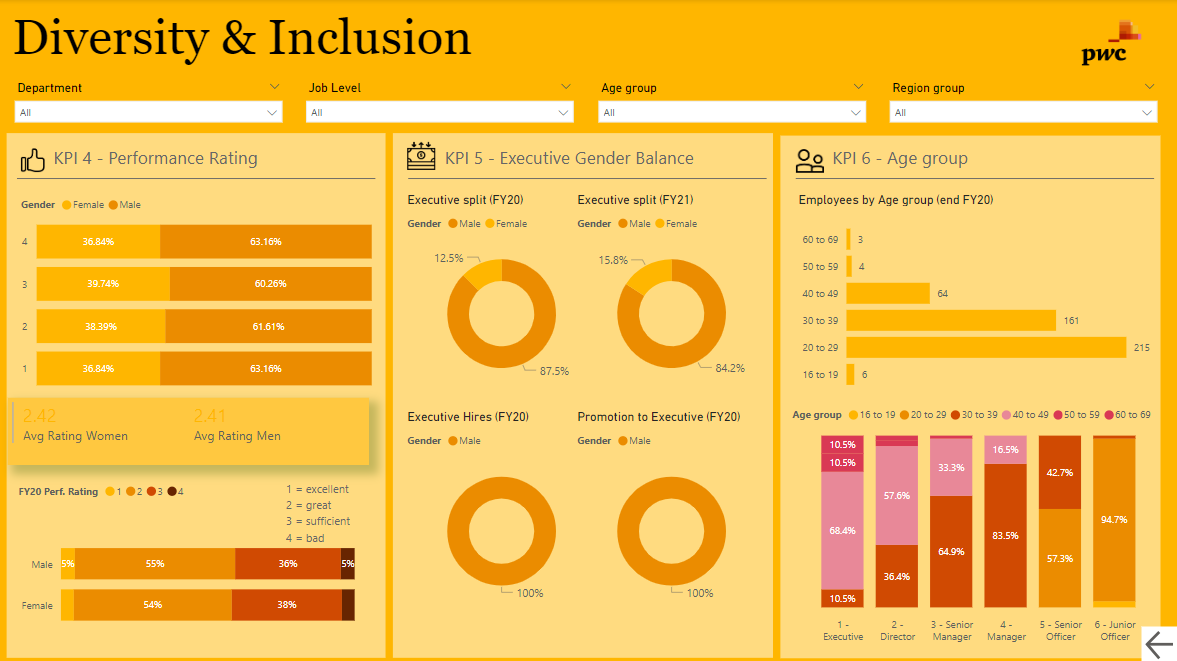 Diversity & Inclusion
pwc
Department
Job Level
Age group
Region group
All
All
All
All
KPI 4 - Performance Rating
Gender Female Male
4 36.84% 63.16%
3 39.74% 60.26%
2 38.39% 61.61%
1 36.84% 63.16%
2.42 2.41
Avg Rating Women Avg Rating Men
FY20 Perf. Rating 1 2 3 4
1 = excellent
2 = great
3 = sufficient
4 = bad
Male 5% 55% 36% 5%
Female 54% 38%
KPI 5 - Executive Gender Balance
Executive split (FY20)
Gender Male Female
12.5%
87.5%
Executive split (FY21)
Gender Male Female
15.8%
84.2%
Executive Hires (FY20)
Gender Male
100%
Promotion to Executive (FY20)
Gender Male
100%
KPI 6 - Age group
Employees by Age group (end FY20)
60 to 69 3
50 to 59 4
40 to 49 64
30 to 39 161
20 to 29 215
16 to 19 6
Age group 16 to 19 20 to 29 30 to 39 40 to 49 50 to 59 60 to 69
10.5%
10.5%
68.4%
10.5%
57.6%
36.4%
33.3%
64.9%
16.5%
83.5%
42.7%
57.3%
94.7%
1 -
Executive
2 -
Director
3 - Senior
Manager
4 -
Manager
5 - Senior
Officer
6 - Junior
Officer